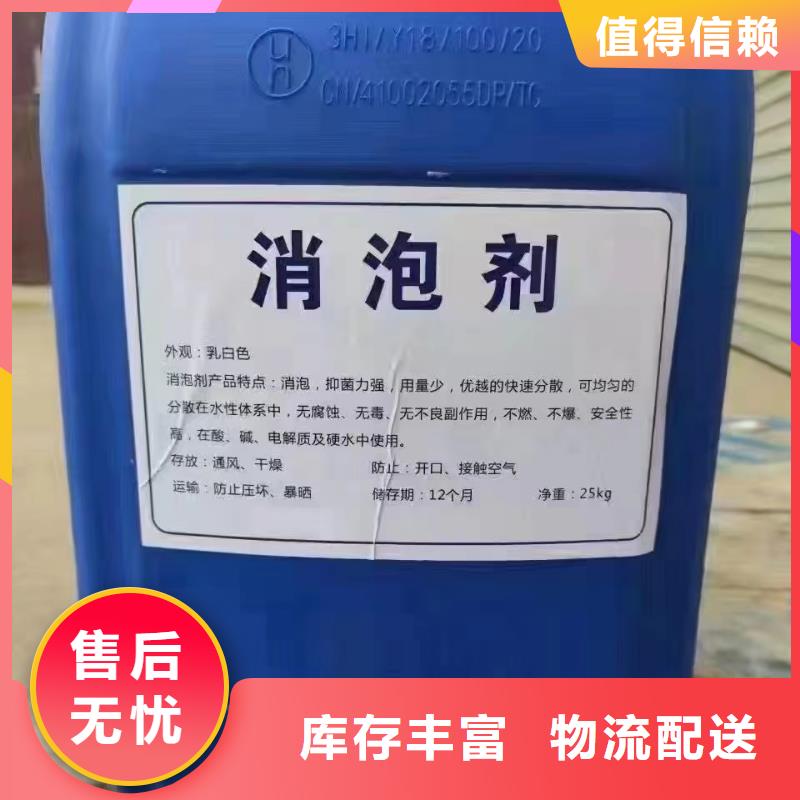 值得信赖
3H1/Y18/100/20
CN/41002055DP/TC
消泡剂
外观：乳白色
消泡剂产品特点：消泡，抑菌力强，用量少，优越的快速分散，可均匀的
分散在水性体系中，无腐蚀、无毒、无不良副作用，不燃、不爆、安全性
高，在酸、碱、电解质及硬水中使用。
存放：通风、干燥 防止：开口、接触空气
运输：防止压坏、暴晒 储存期：12个月 净重：25kg
售后
无忧
库存丰富 物流配送